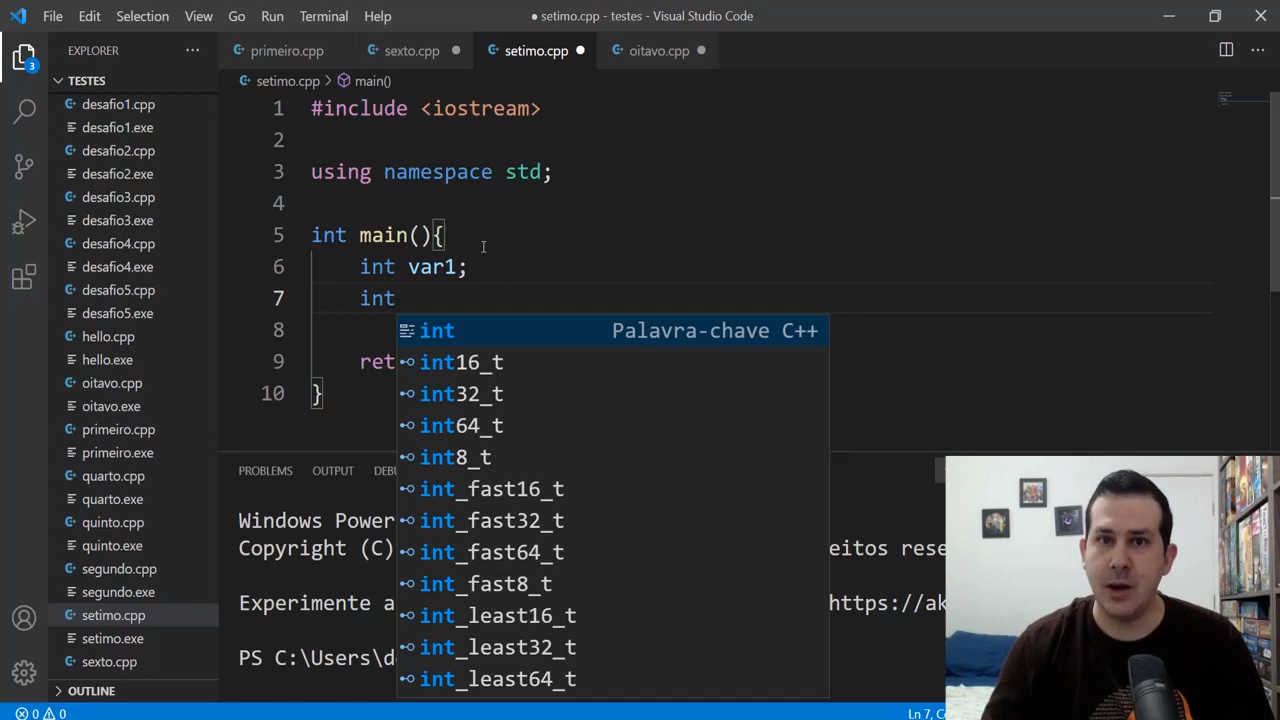 File Edit Selection View Go Run Terminal Help
● setimo.cpp - testes - Visual Studio Code
EXPLORER ···
primeiro.cpp sexto.cpp ● setimo.cpp ● oitavo.cpp ●
3
TESTES
setimo.cpp > main()
desafio1.cpp
desafio1.exe
desafio2.cpp
desafio2.exe
desafio3.cpp
desafio3.exe
desafio4.cpp
desafio4.exe
desafio5.cpp
desafio5.exe
hello.cpp
hello.exe
oitavo.cpp
oitavo.exe
primeiro.cpp
primeiro.exe
quarto.cpp
quarto.exe
quinto.cpp
quinto.exe
segundo.cpp
segundo.exe
setimo.cpp
setimo.exe
sexto.cpp
OUTLINE
1 #include <iostream>
2
3 using namespace std;
4
5 int main(){
6 int var1;
7 int
8
9 ret
10 }
int Palavra-chave C++
int16_t
int32_t
int64_t
int8_t
int_fast16_t
int_fast32_t
int_fast64_t
int_fast8_t
int_least16_t
int_least32_t
int_least64_t
PROBLEMS OUTPUT DEB
Windows Power
Copyright (C) eitos rese
Experimente a https://ak
PS C:\Users\d
0 0 Ln 7, C